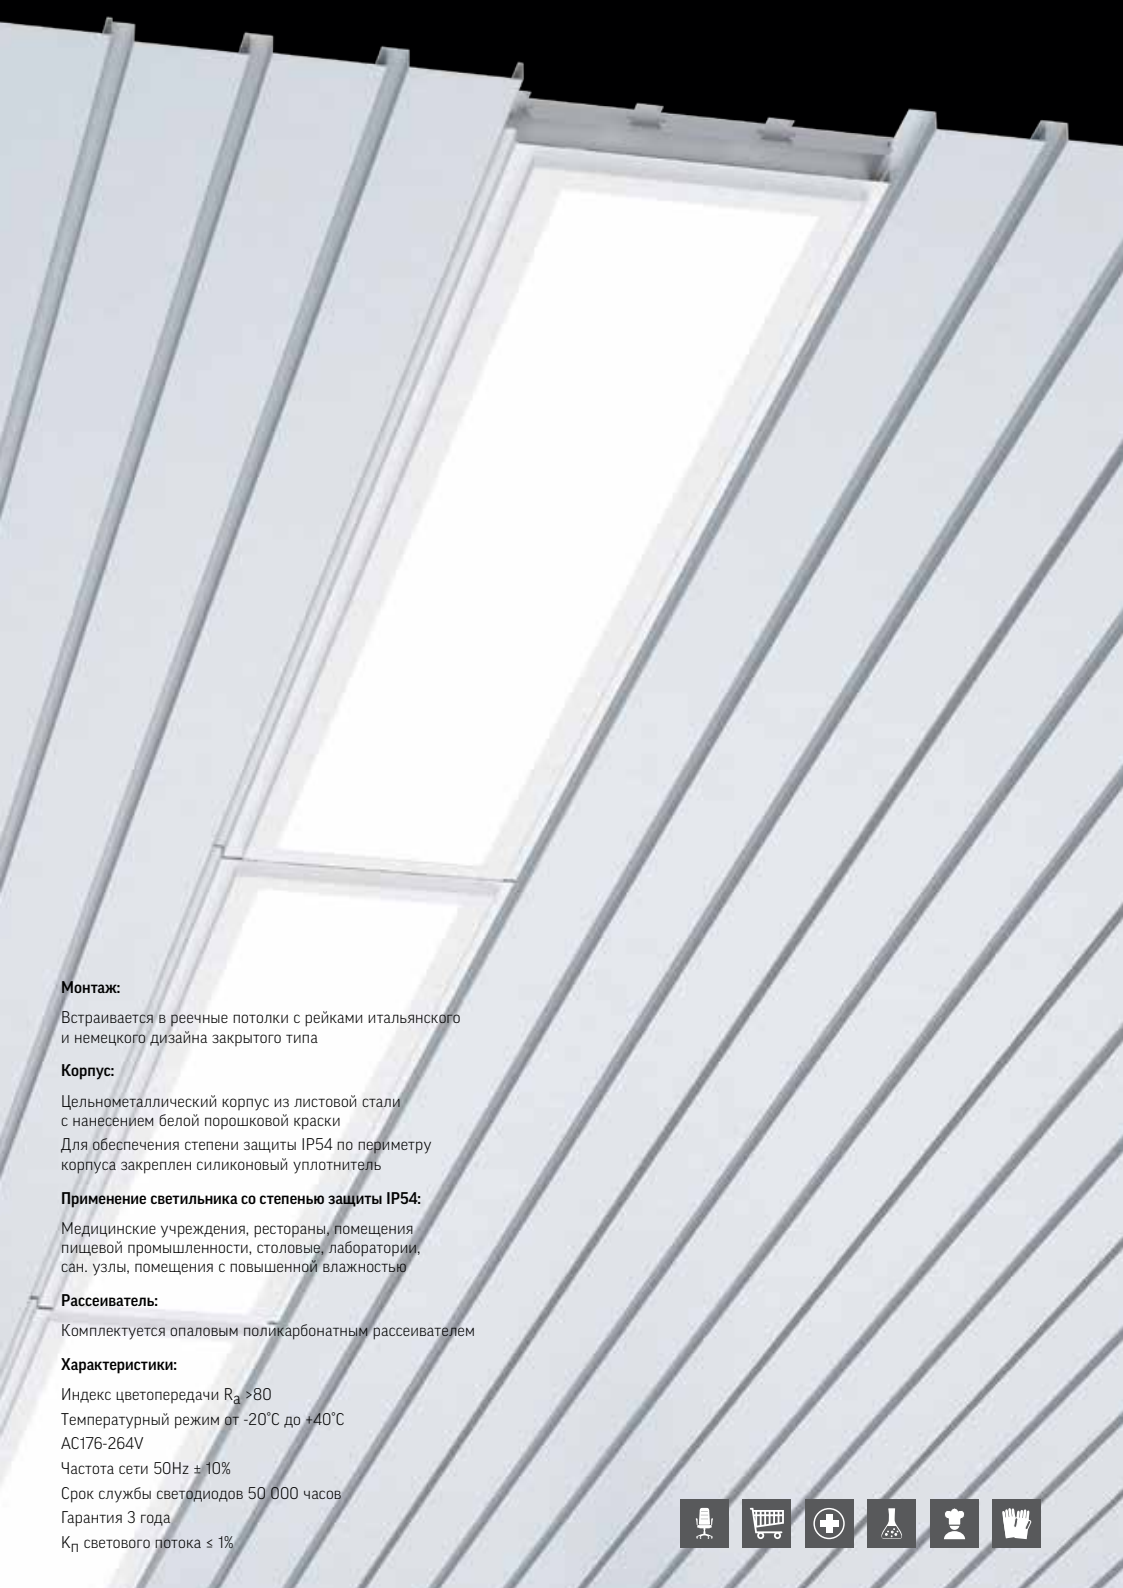 Монтаж:
Встраивается в реечные потолки с рейками итальянского
и немецкого дизайна закрытого типа
Корпус:
Цельнометаллический корпус из листовой стали
с нанесением белой порошковой краски
Для обеспечения степени защиты IP54 по периметру
корпуса закреплен силиконовый уплотнитель
Применение светильника со степенью защиты IP54:
Медицинские учреждения, рестораны, помещения
пищевой промышленности, столовые, лаборатории,
сан. узлы, помещения с повышенной влажностью
Рассеиватель:
Комплектуется опаловым поликарбонатным рассеивателем
Характеристики:
Индекс цветопередачи Ra >80
Температурный режим от -20˚С до +40˚С
AC176-264V
Частота сети 50Hz ± 10%
Срок службы светодиодов 50 000 часов
Гарантия 3 года
Кп светового потока ≤ 1%